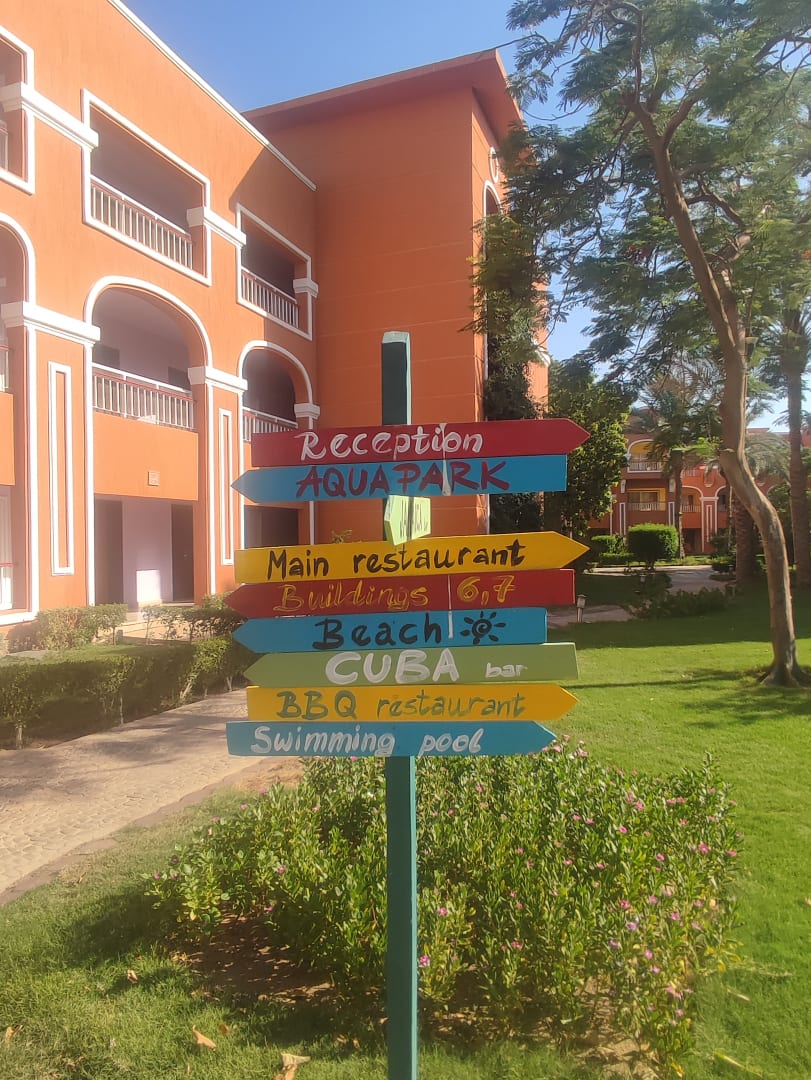 Reception
AQUAPARK
Main restaurant
Buildings 6,7
Beach
CUBA bar
BBQ restaurant
Swimming pool